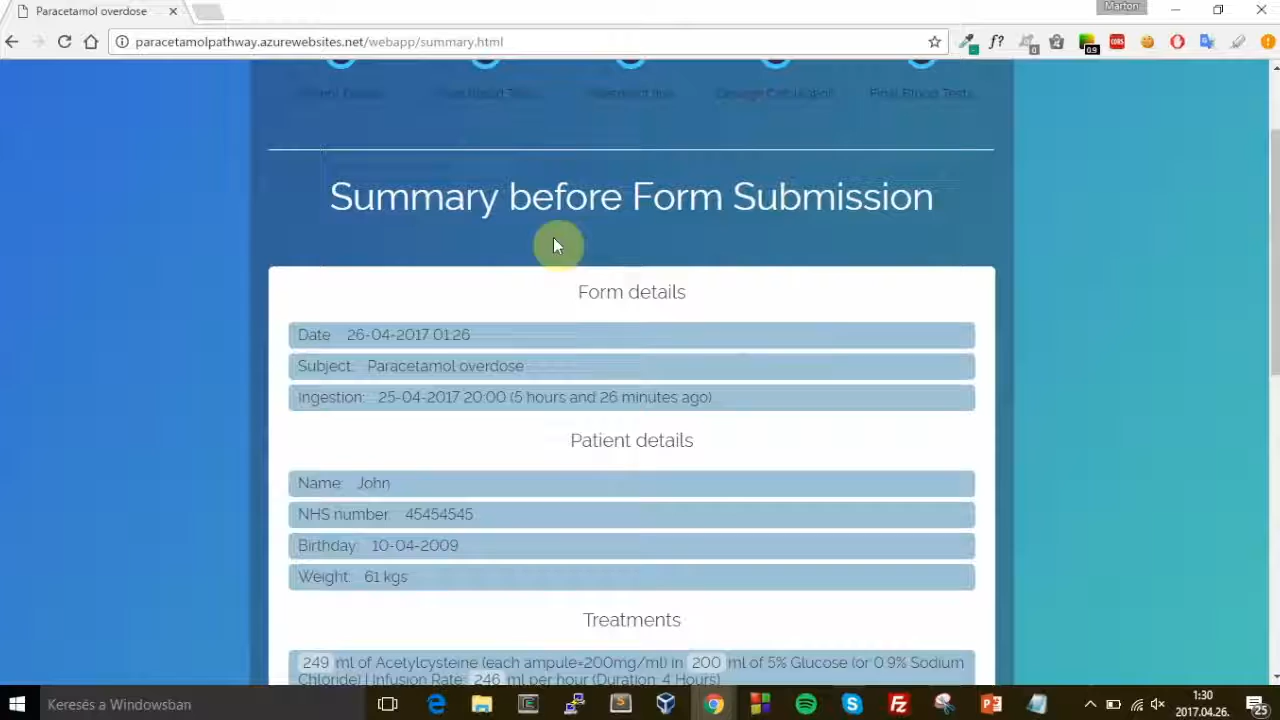 Paracetamol overdose
Marton
paracetamolpathway.azurewebsites.net/webapp/summary.html
Final Blood Tests
Summary before Form Submission
Form details
Date 26-04-2017 01:26
Subject: Paracetamol overdose
Ingestion: 25-04-2017 20:00 (5 hours and 26 minutes ago)
Patient details
Name: John
NHS number: 45454545
Birthday: 10-04-2009
Weight: 61 kgs
Treatments
249 ml of Acetylcysteine (each ampule=200mg/ml) in 200 ml of 5% Glucose (or 0.9% Sodium
Chloride) | Infusion Rate: 246 ml per hour (Duration: 4 Hours)
Keresés a Windowsban
1:30
2017.04.26.
25